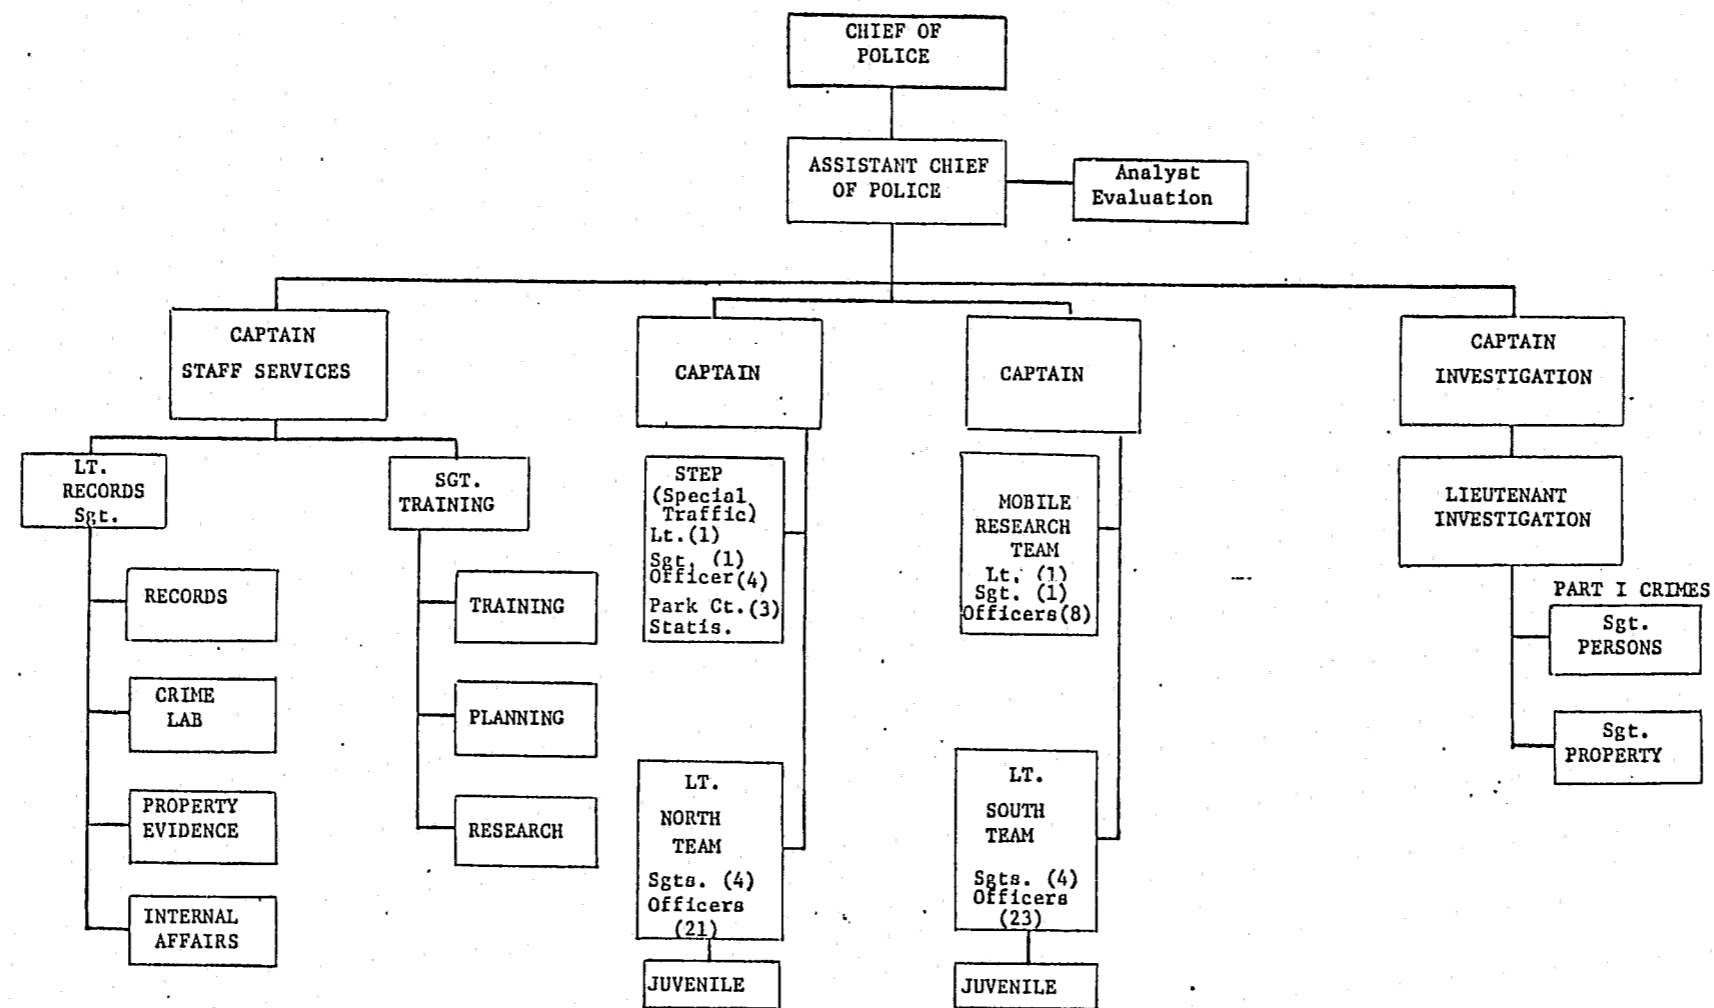 CHIEF OF
POLICE
ASSISTANT CHIEF
OF POLICE
Analyst
Evaluation
CAPTAIN
STAFF SERVICES
CAPTAIN
CAPTAIN
CAPTAIN
INVESTIGATION
LT.
RECORDS
Sgt.
SGT.
TRAINING
RECORDS
CRIME
LAB
PROPERTY
EVIDENCE
INTERNAL
AFFAIRS
TRAINING
PLANNING
RESEARCH
STEP
(Special
Traffic)
Lt.(1)
Sgt. (1)
Officer(4)
Park Ct.(3)
Statis.
LT.
NORTH
TEAM
Sgts. (4)
Officers
(21)
JUVENILE
MOBILE
RESEARCH
TEAM
Lt. (1)
Sgt. (1)
Officers(8)
LT.
SOUTH
TEAM
Sgts. (4)
Officers
(23)
JUVENILE
LIEUTENANT
INVESTIGATION
PART I CRIMES
Sgt.
PERSONS
Sgt.
PROPERTY